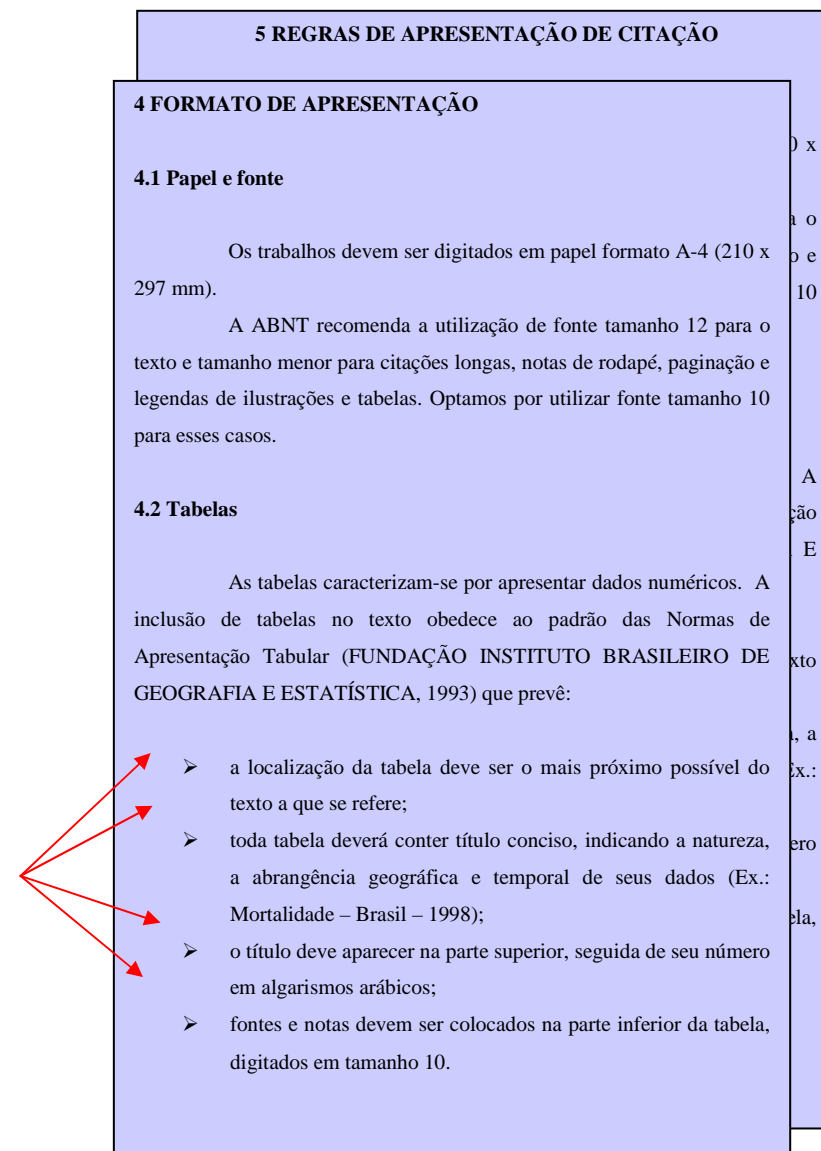 5 REGRAS DE APRESENTAÇÃO DE CITAÇÃO
4 FORMATO DE APRESENTAÇÃO
4.1 Papel e fonte
Os trabalhos devem ser digitados em papel formato A-4 (210 x
297 mm).
A ABNT recomenda a utilização de fonte tamanho 12 para o
texto e tamanho menor para citações longas, notas de rodapé, paginação e
legendas de ilustrações e tabelas. Optamos por utilizar fonte tamanho 10
para esses casos.
4.2 Tabelas
As tabelas caracterizam-se por apresentar dados numéricos. A
inclusão de tabelas no texto obedece ao padrão das Normas de
Apresentação Tabular (FUNDAÇÃO INSTITUTO BRASILEIRO DE
GEOGRAFIA E ESTATÍSTICA, 1993) que prevê:
➢ a localização da tabela deve ser o mais próximo possível do
texto a que se refere;
➢ toda tabela deverá conter título conciso, indicando a natureza,
a abrangência geográfica e temporal de seus dados (Ex.:
Mortalidade – Brasil – 1998);
➢ o título deve aparecer na parte superior, seguida de seu número
em algarismos arábicos;
➢ fontes e notas devem ser colocados na parte inferior da tabela,
digitados em tamanho 10.